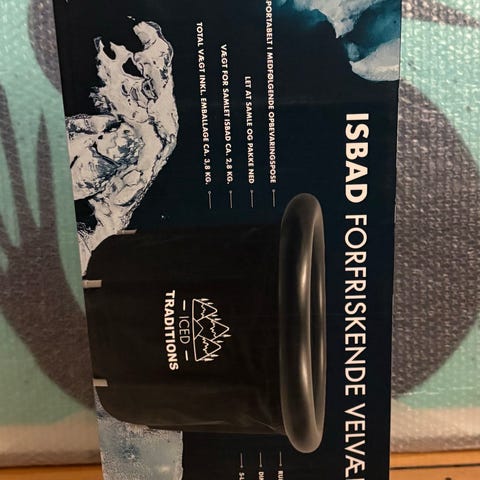 ISBAD FORFRISKENDE VELVÆ
PORTABELT I MEDFØLGENDE OPBEVARINGSPOSE
LET AT SAMLE OG PAKKE NED
VÆGT FOR SAMLET ISBAD CA. 2,8 KG.
TOTAL VÆGT INKL. EMBALLAGE CA. 3,8 KG.
ICED
TRADITIONS